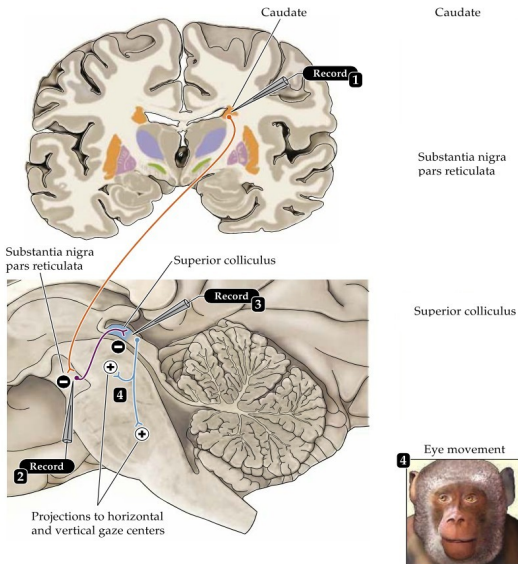 Caudate
Caudate
Record
1
Substantia nigra
pars reticulata
Substantia nigra
pars reticulata
Superior colliculus
Record
3
Superior colliculus
4
2
Record
4
Eye movement
Projections to horizontal
and vertical gaze centers